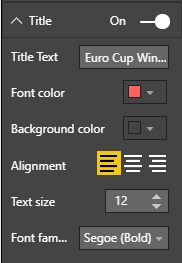 Title On
Title Text Euro Cup Win...
Font color
Background color
Alignment
Text size 12
Font fam... Segoe (Bold)